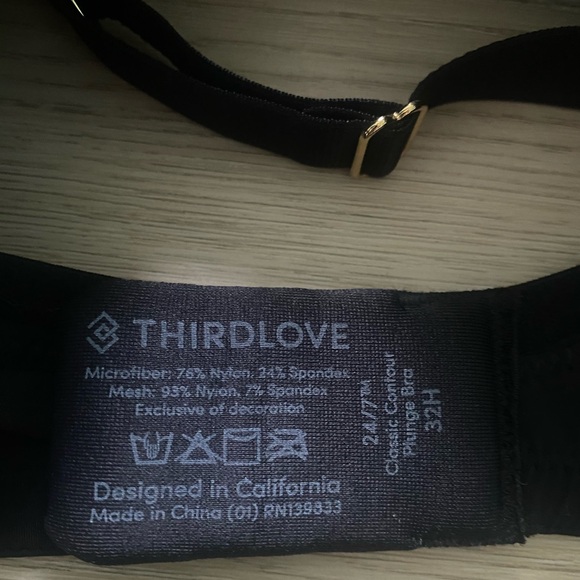 THIRDLOVE
Microfiber: 76% Nylon, 24% Spandex
Mesh: 93% Nylon, 7% Spandex
Exclusive of decoration
Designed in California
Made in China (01) RN139333
24/7™
Classic Contour
Plunge Bra
32H